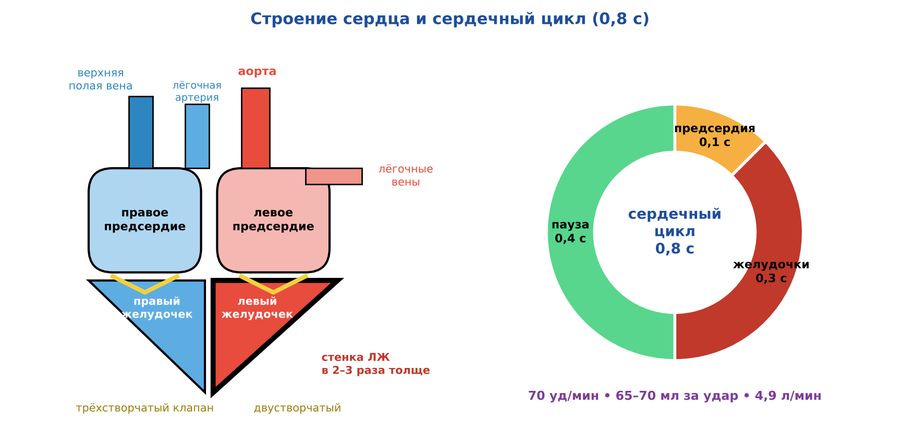 Строение сердца и сердечный цикл (0,8 с)
верхняя
полая вена
лёгочная
артерия
аорта
лёгочные
вены
правое
предсердие
левое
предсердие
правый
желудочек
левый
желудочек
стенка ЛЖ
в 2–3 раза толще
трёхстворчатый клапан
двустворчатый
предсердия
0,1 с
пауза
0,4 с
сердечный
цикл
0,8 с
желудочки
0,3 с
70 уд/мин • 65–70 мл за удар • 4,9 л/мин